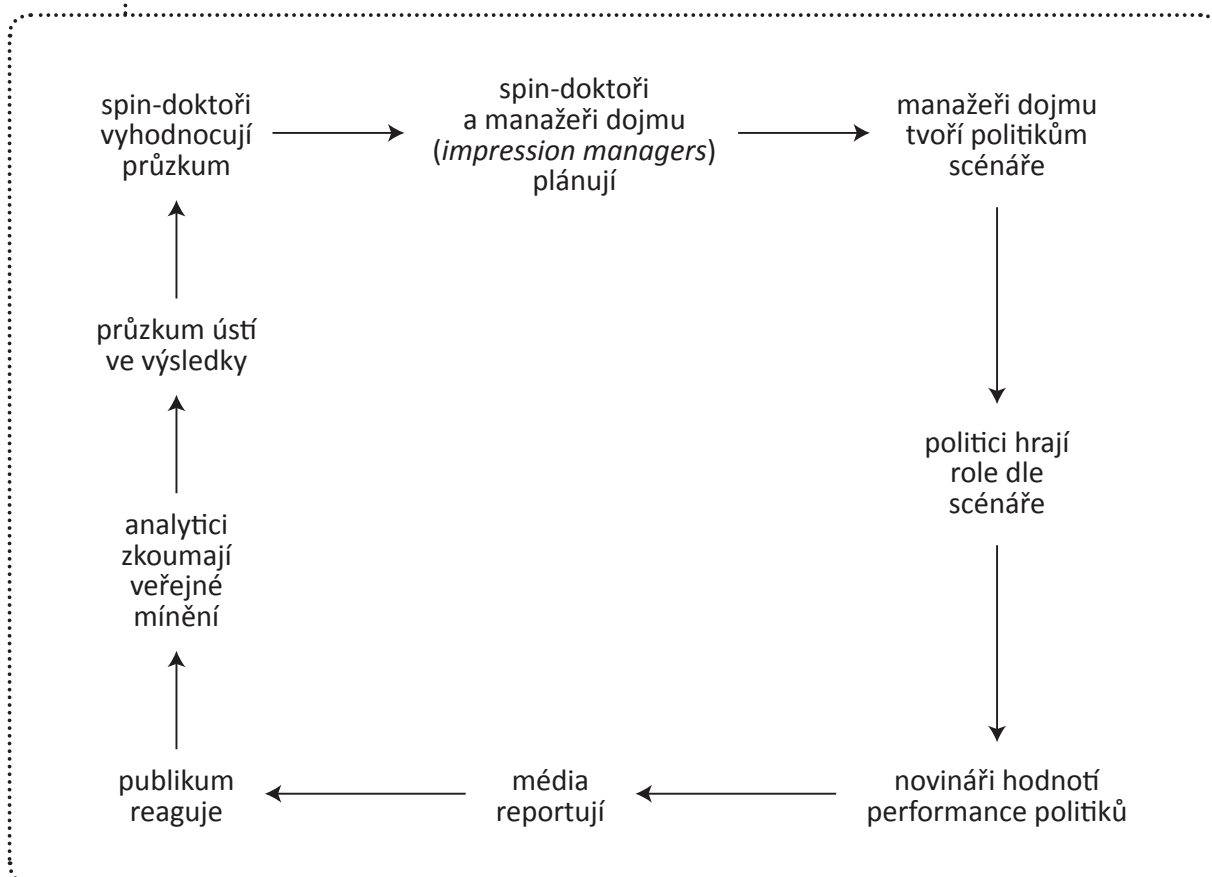 spin-doktoři
vyhodnocují
průzkum
spin-doktoři
a manažeři dojmu
(impression managers)
plánují
manažeři dojmu
tvoří politikům
scénáře
politici hrají
role dle
scénáře
novináři hodnotí
performance politiků
média
reportují
publikum
reaguje
analytici
zkoumají
veřejné
mínění
průzkum ústí
ve výsledky